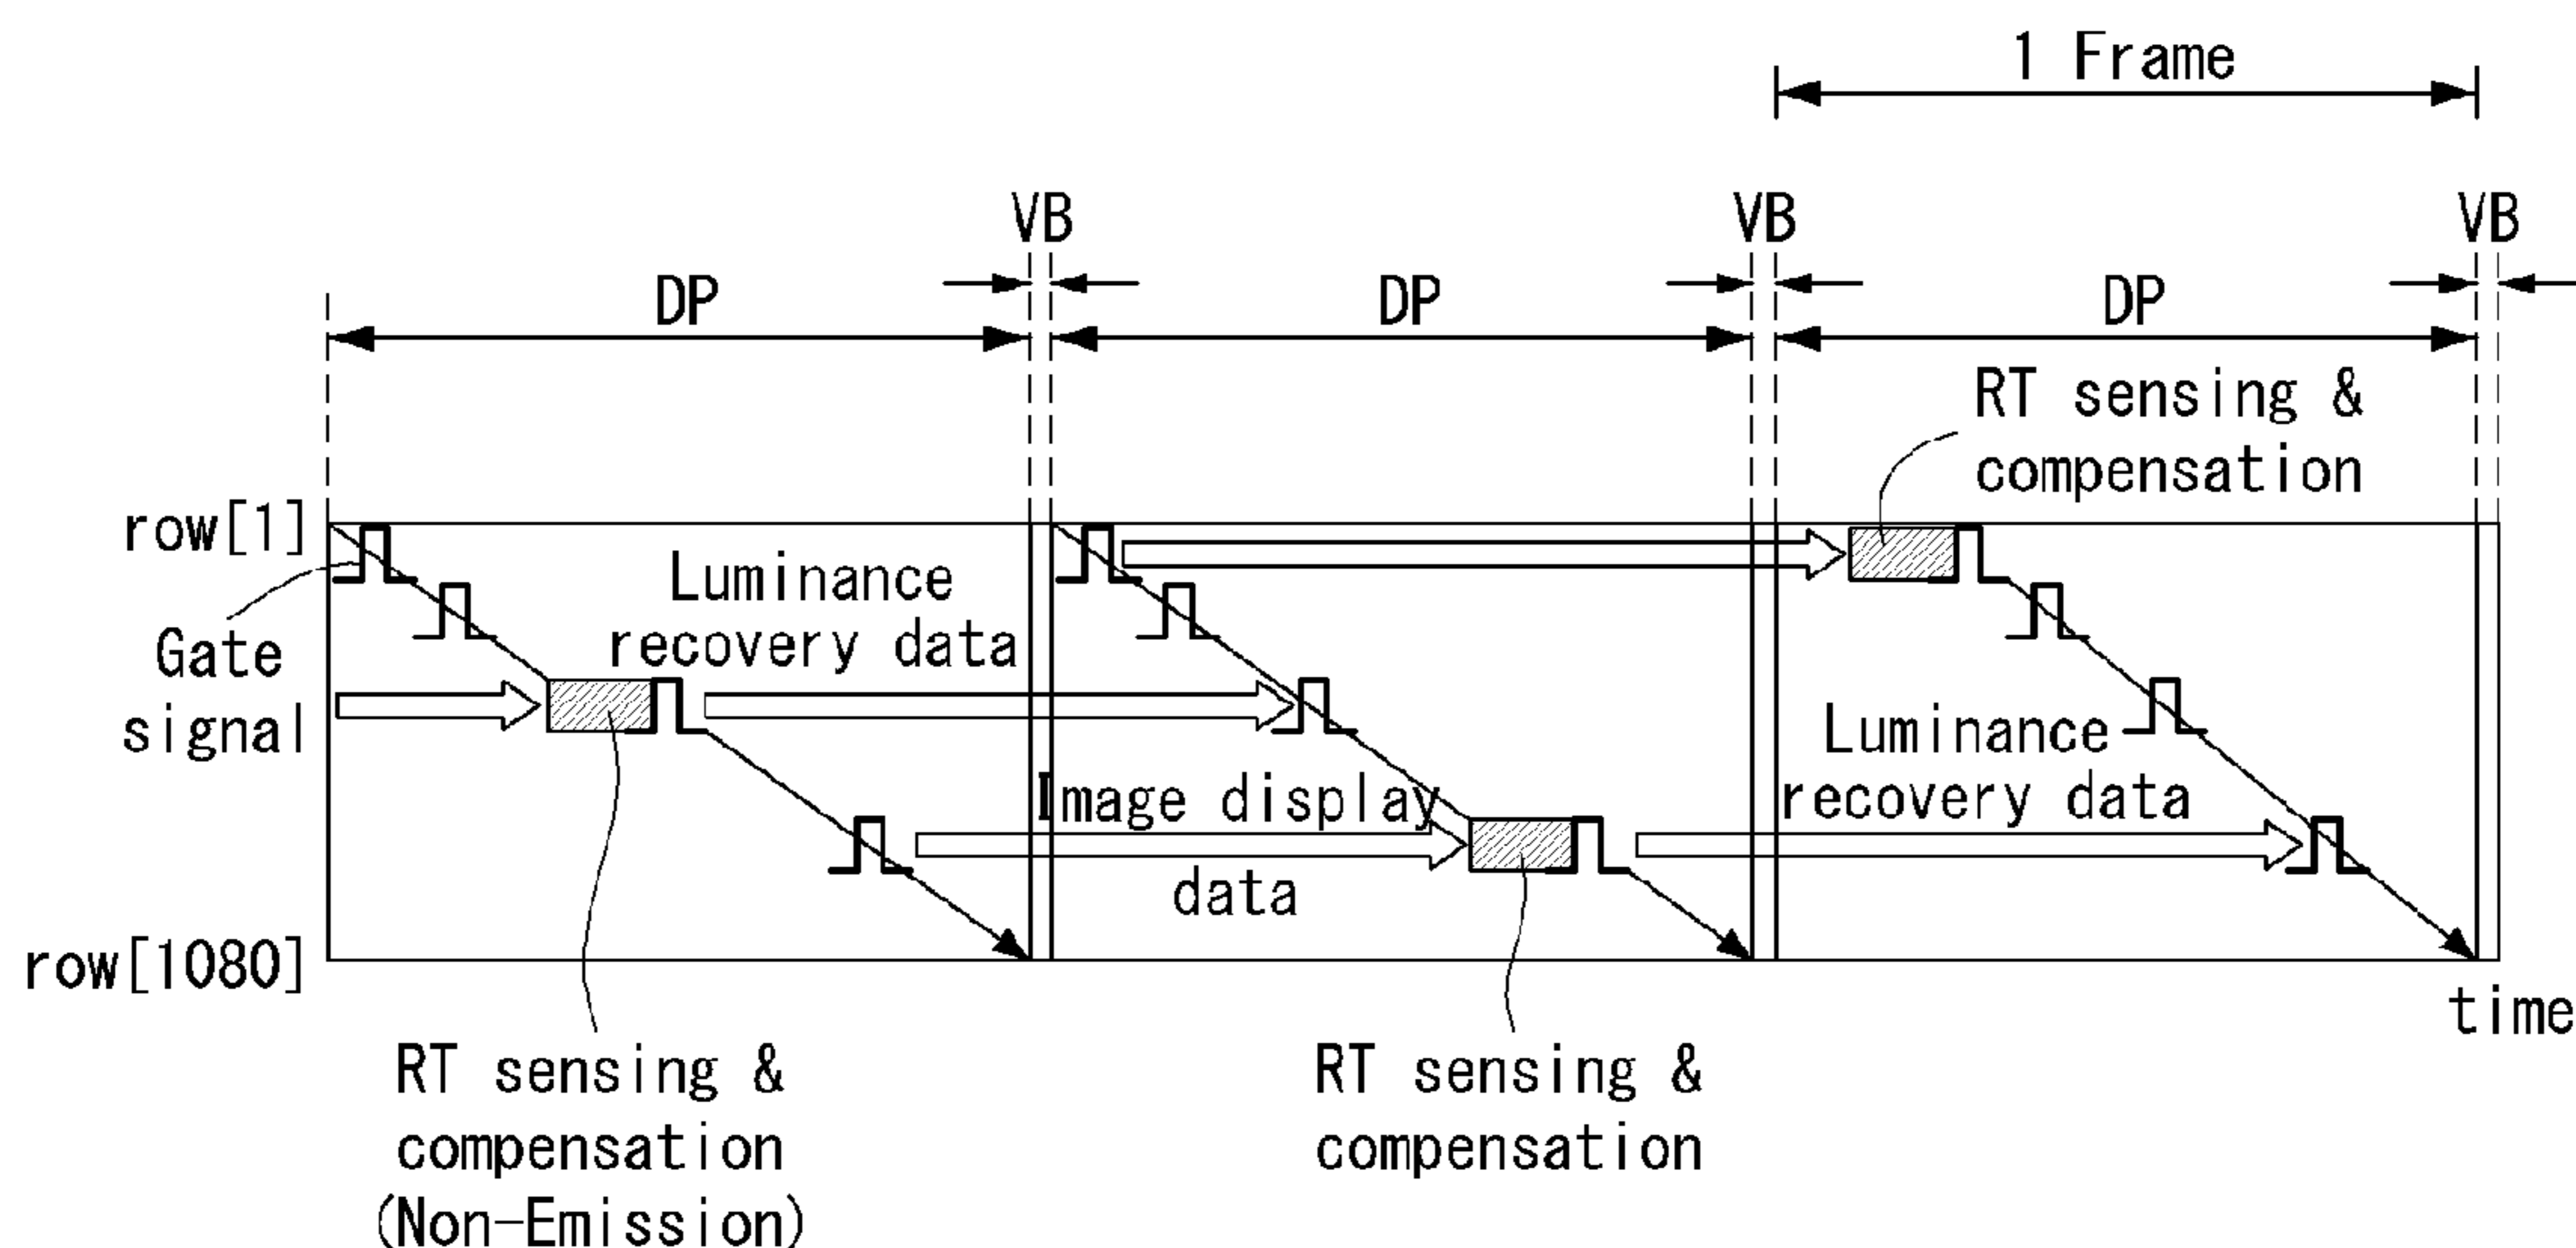 1 Frame
VB
VB
VB
DP
DP
DP
RT sensing &
compensation
row[1]
Luminance
recovery data
Gate
signal
Luminance
recovery data
Image display
data
row[1080]
time
RT sensing &
compensation
(Non-Emission)
RT sensing &
compensation